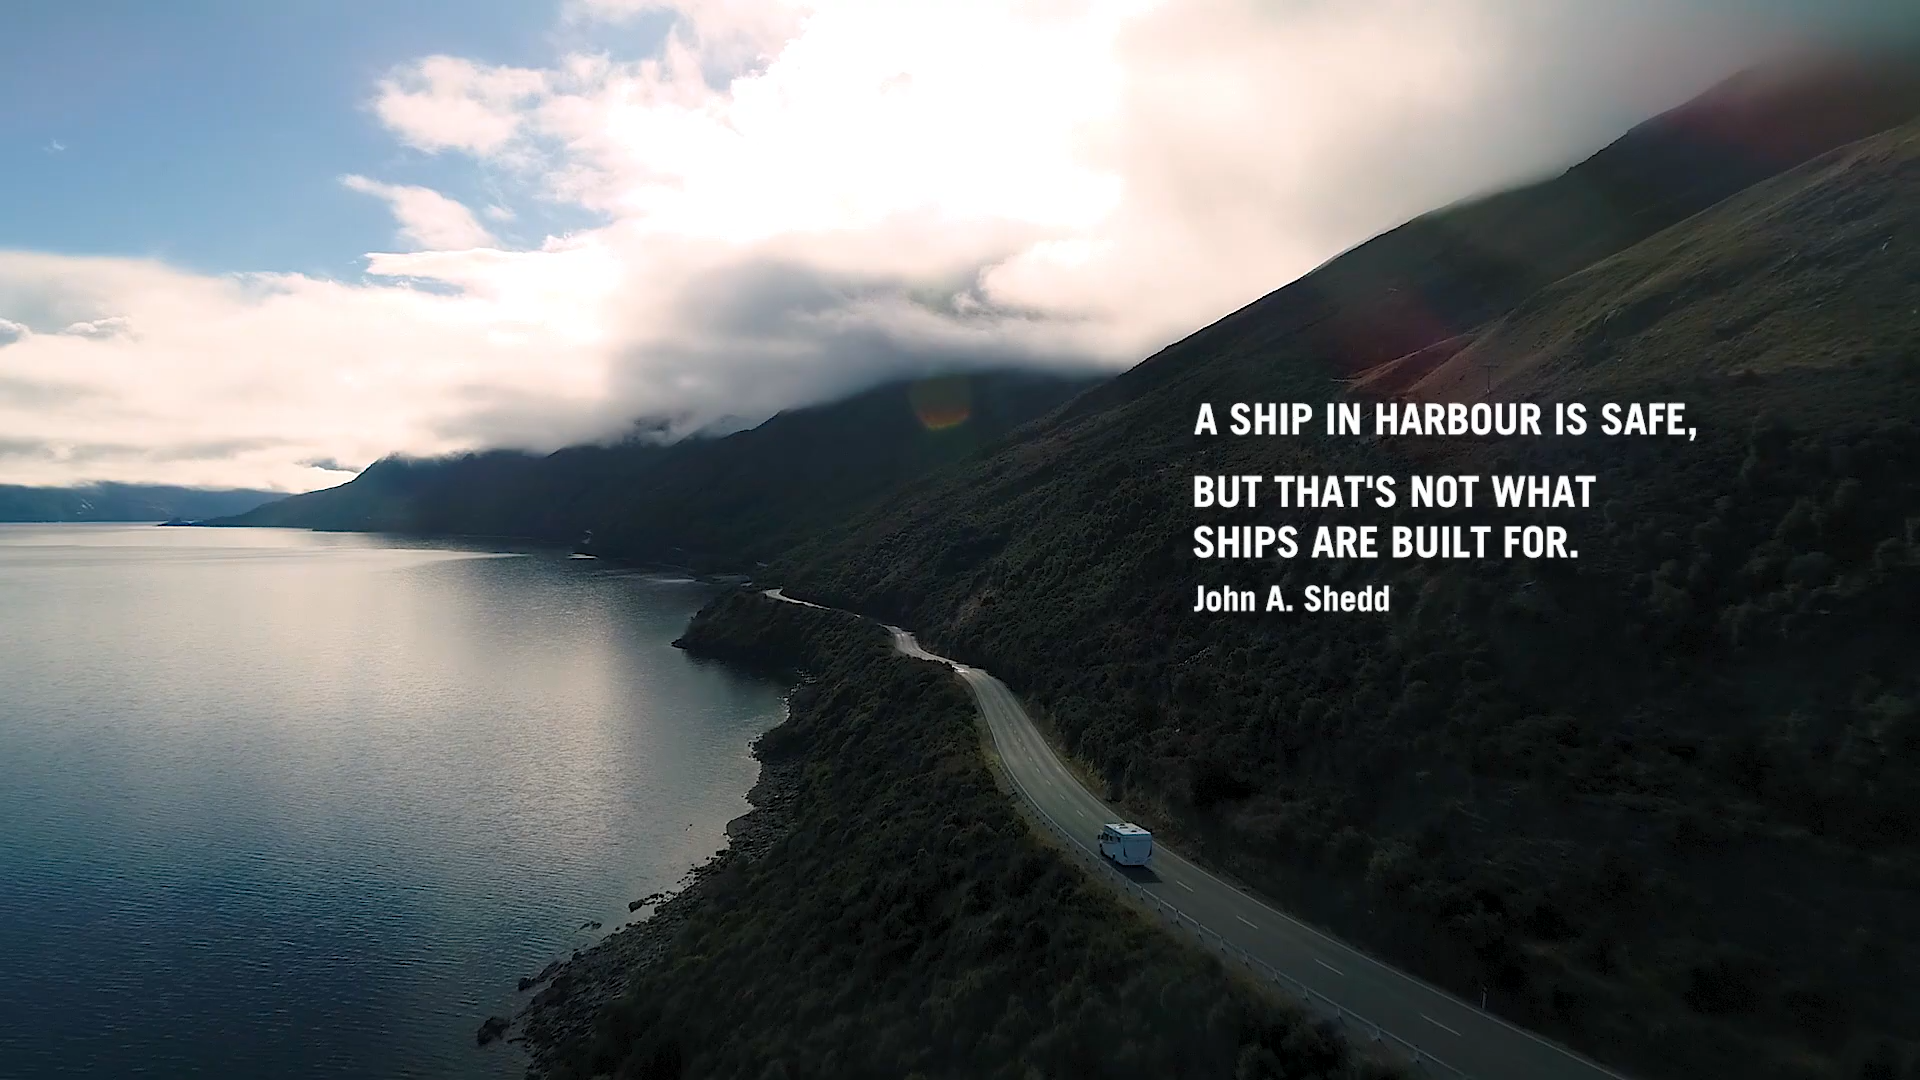 A SHIP IN HARBOUR IS SAFE,
BUT THAT'S NOT WHAT
SHIPS ARE BUILT FOR.
John A. Shedd